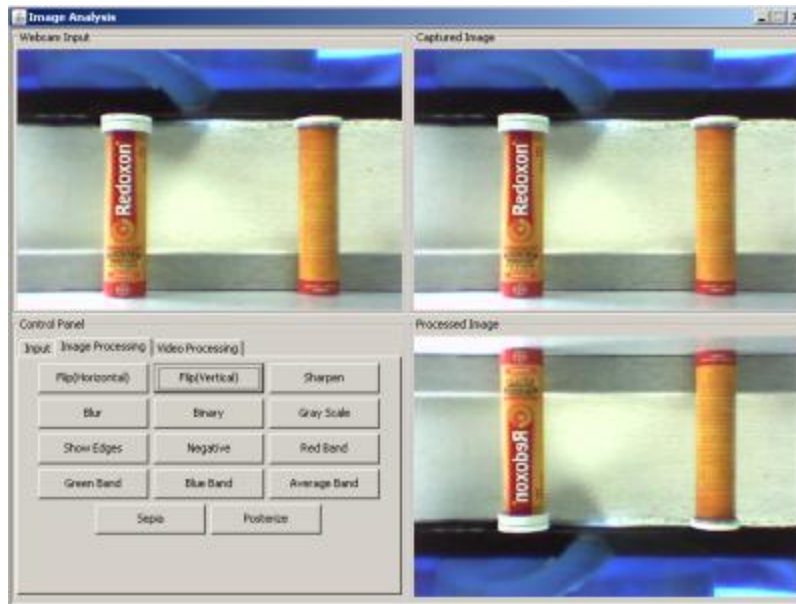 Image Analysis
Webcam Input
Captured Image
Redoxon
Redoxon
Control Panel
Processed Image
Input Image Processing Video Processing
Flip(Horizontal) Flip(Vertical) Sharpen
Blur Binary Gray Scale
Show Edges Negative Red Band
Green Band Blue Band Average Band
Sepia Posterize
Redoxon